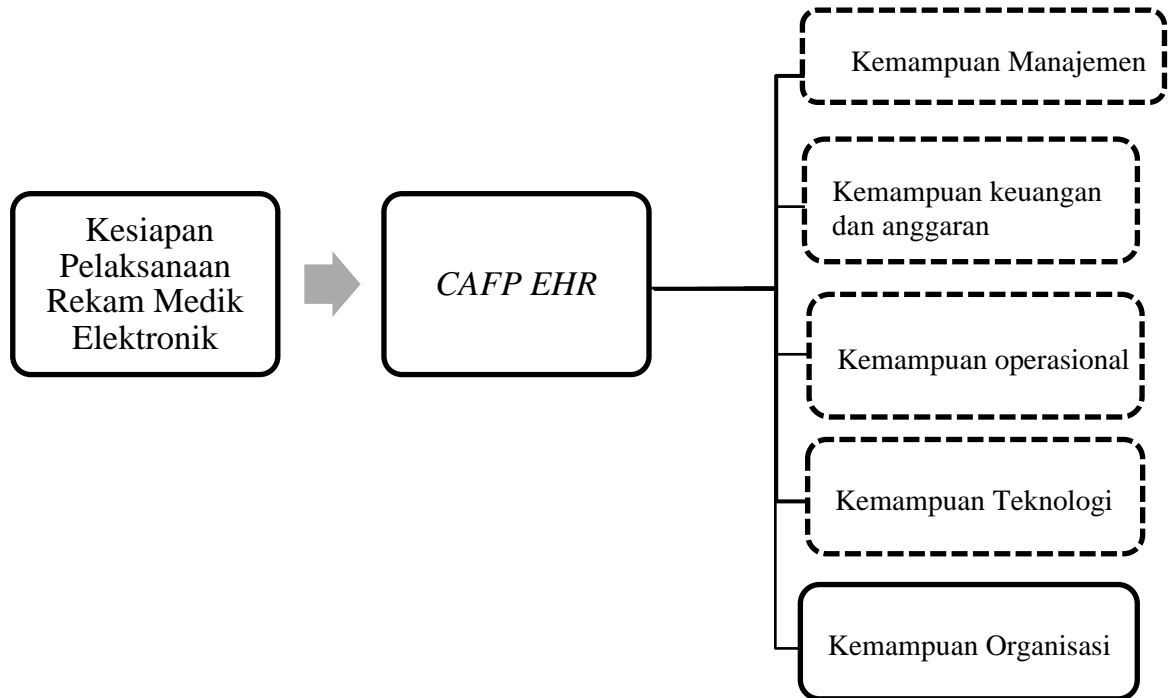 Kesiapan
Pelaksanaan
Rekam Medik
Elektronik
CAFP EHR
Kemampuan Manajemen
Kemampuan keuangan
dan anggaran
Kemampuan operasional
Kemampuan Teknologi
Kemampuan Organisasi